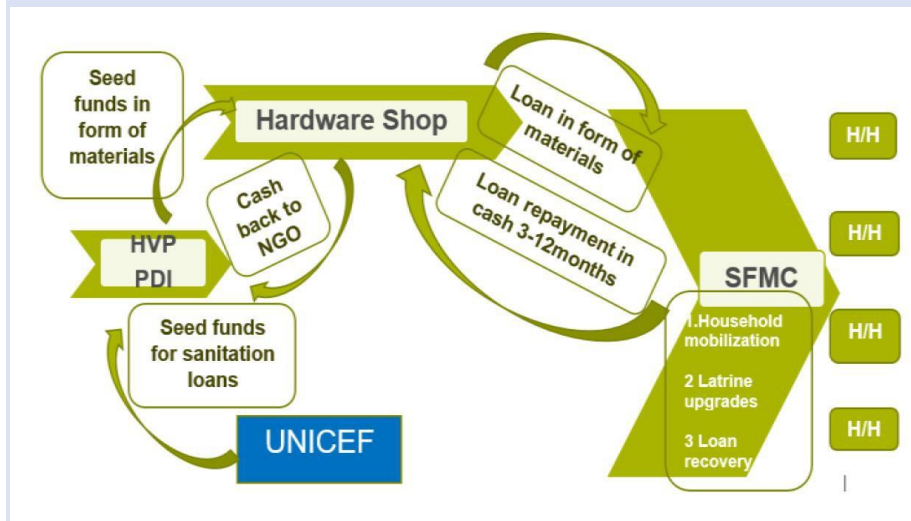 Seed
funds in
form of
materials
Hardware Shop
Loan in form of
materials
Loan repayment in
cash 3-12months
Cash
back to
NGO
HVP
PDI
Seed funds
for sanitation
loans
UNICEF
SFMC
1.Household
mobilization
2 Latrine
upgrades
3 Loan
recovery
H/H
H/H
H/H
H/H